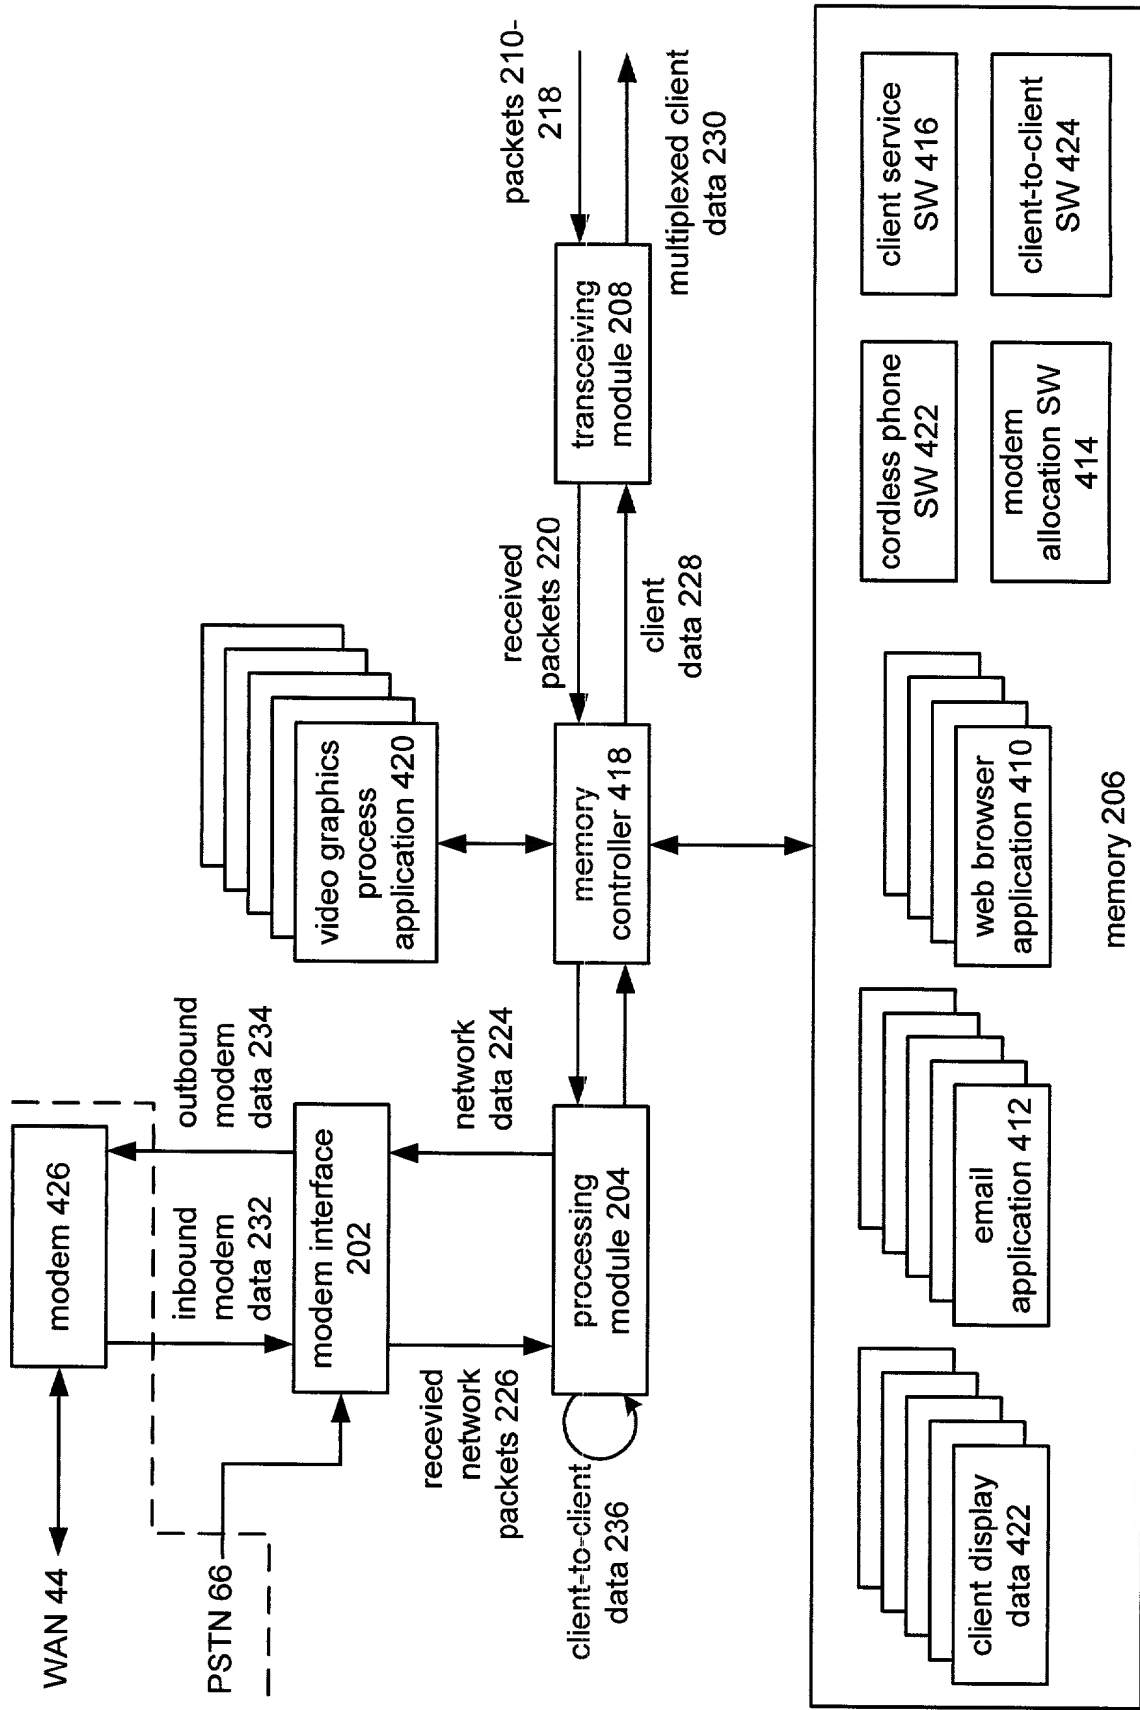 WAN 44
modem 426
PSTN 66
inbound
modem
data 232
outbound
modem
data 234
modem interface
202
recevied
network
packets 226
network
data 224
client-to-client
data 236
processing
module 204
video graphics
process
application 420
memory
controller 418
received
packets 220
client
data 228
transceiving
module 208
packets 210-
218
multiplexed client
data 230
client display
data 422
email
application 412
web browser
application 410
cordless phone
SW 422
client service
SW 416
modem
allocation SW
414
client-to-client
SW 424
memory 206